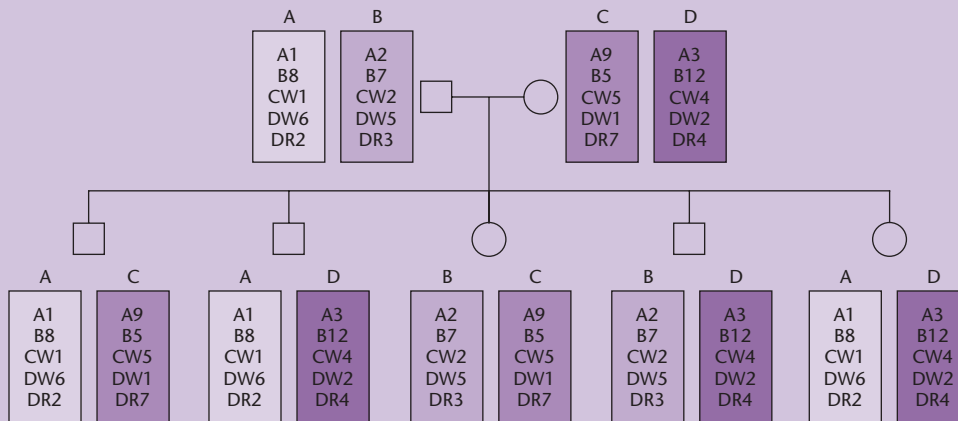 A
B
C
D
A1
B8
CW1
DW6
DR2
A2
B7
CW2
DW5
DR3
A9
B5
CW5
DW1
DR7
A3
B12
CW4
DW2
DR4
A
C
A
D
B
C
B
D
A
D
A1
B8
CW1
DW6
DR2
A9
B5
CW5
DW1
DR7
A1
B8
CW1
DW6
DR2
A3
B12
CW4
DW2
DR4
A2
B7
CW2
DW5
DR3
A9
B5
CW5
DW1
DR7
A2
B7
CW2
DW5
DR3
A3
B12
CW4
DW2
DR4
A1
B8
CW1
DW6
DR2
A3
B12
CW4
DW2
DR4